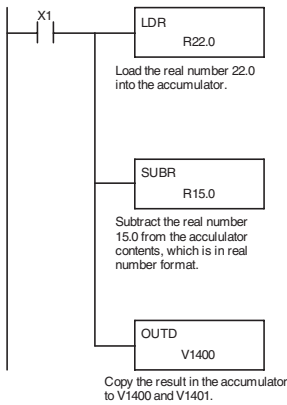 X1
LDR
R22.0
Load the real number 22.0
into the accumulator.
SUBR
R15.0
Subtract the real number
15.0 from the accululator
contents, which is in real
number format.
OUTD
V1400
Copy the result in the accumulator
to V1400 and V1401.